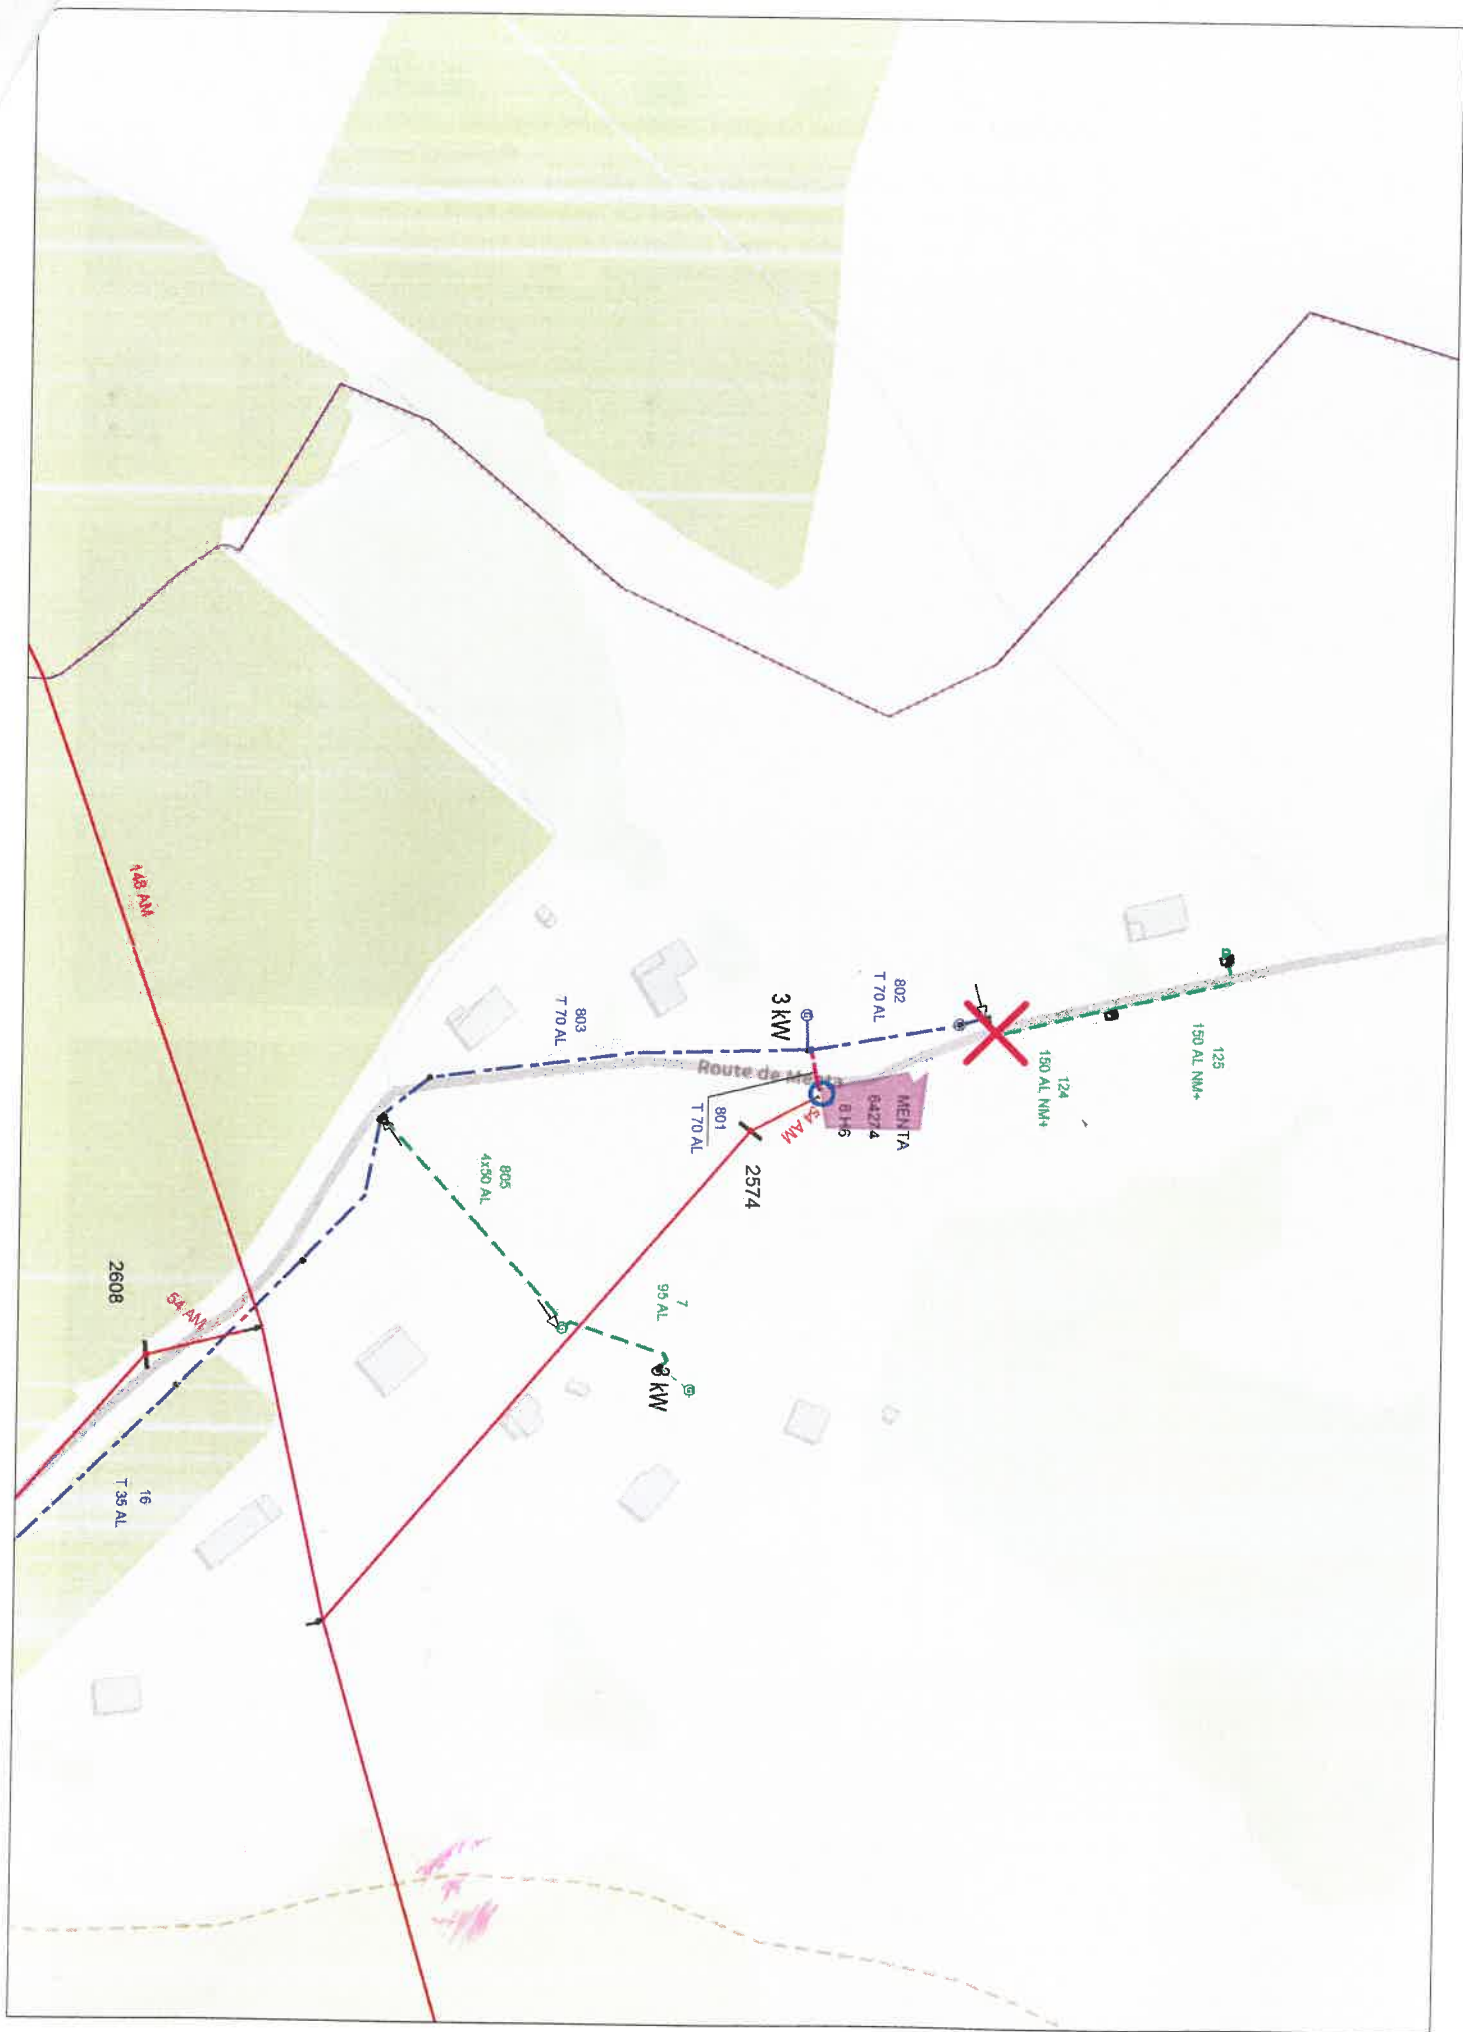 125
150 AL NM+
124
150 AL NM+
802
T 70 AL
3 kW
MENTA
64274
8 H6
Route de Menta
54 AM
801
T 70 AL
2574
803
T 70 AL
805
4x50 AL
7
95 AL
3 kW
148 AM
54 AM
2608
16
T 35 AL